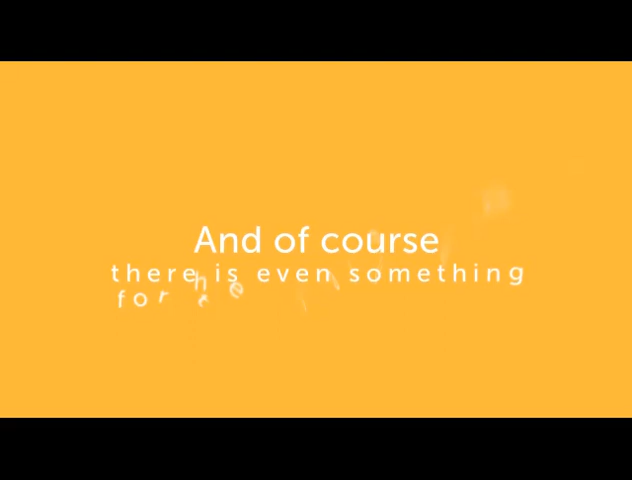 And of course
there is even something
for